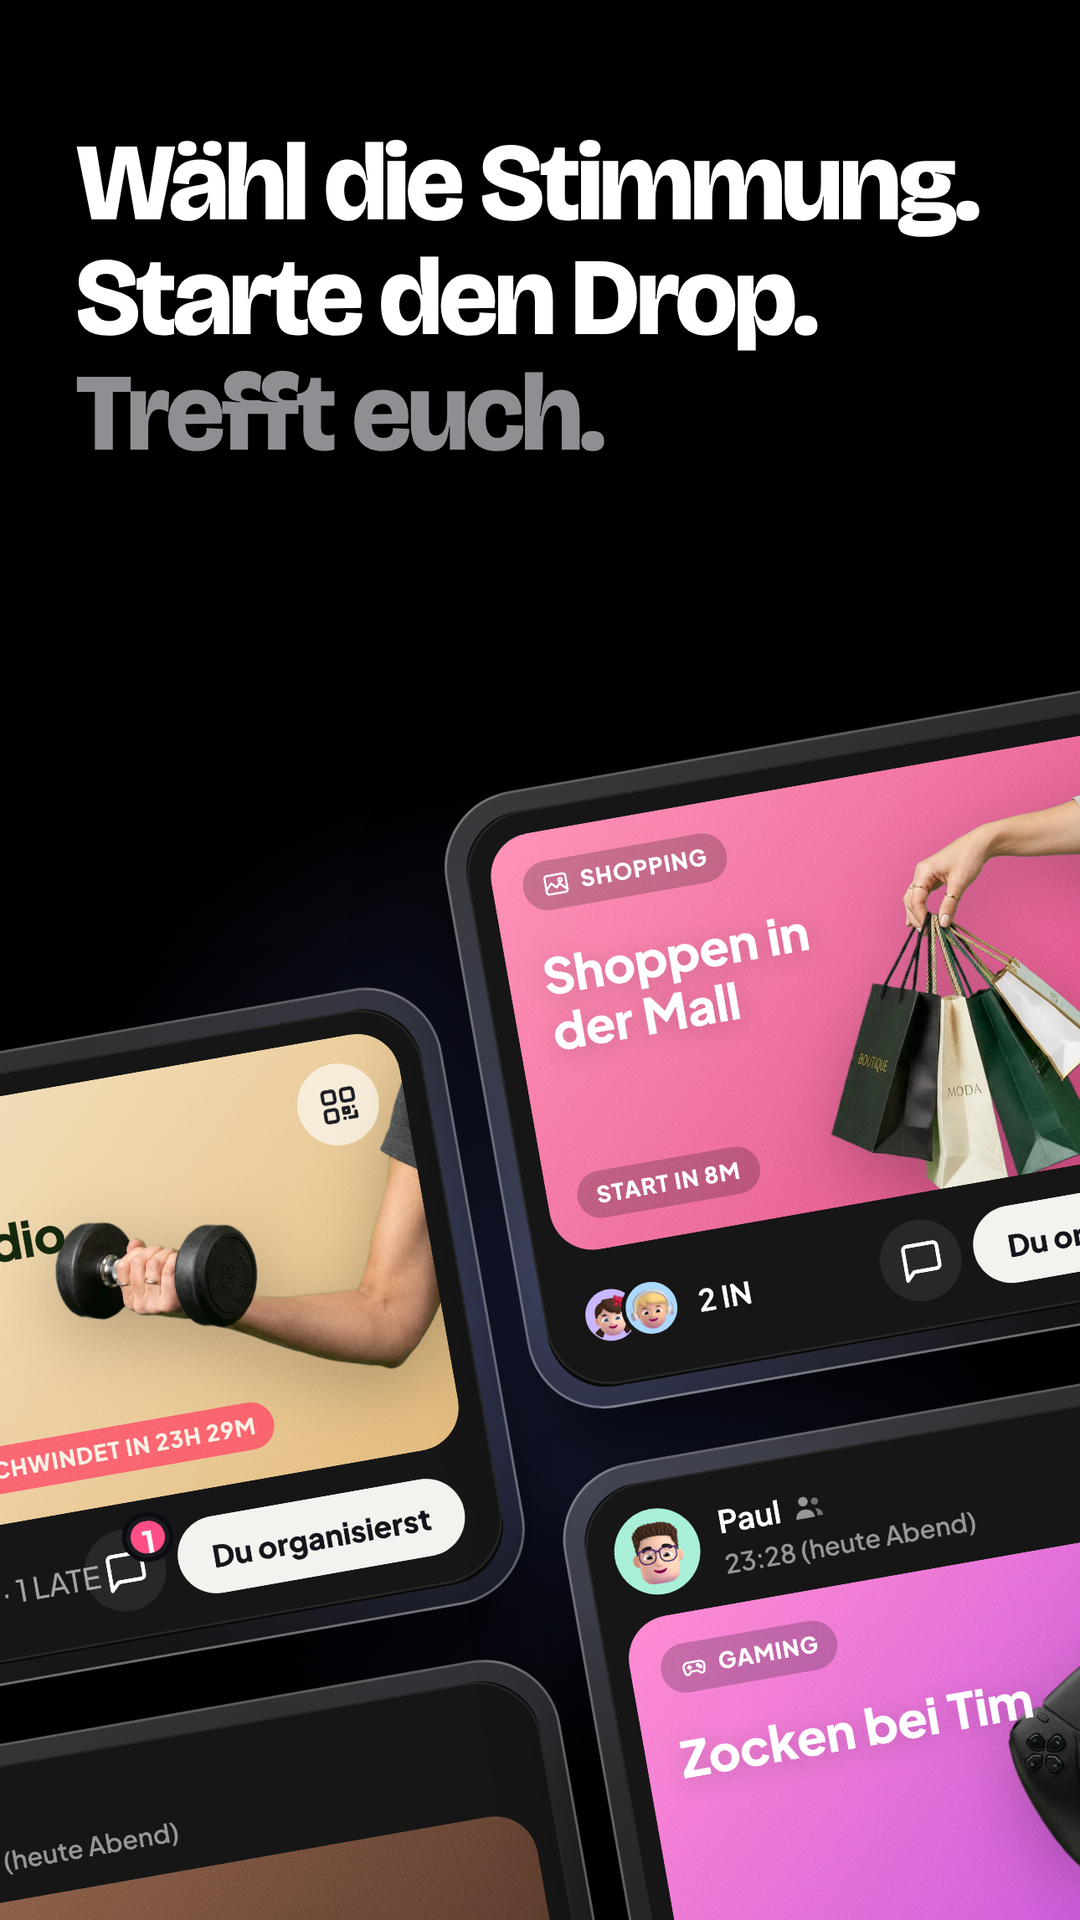 Wähl die Stimmung.
Starte den Drop.
Trefft euch.
SHOPPING
Shoppen in
der Mall
BOUTIQUE
MODA
START IN 8M
2 IN
Du or
dio
CHWINDET IN 23H 29M
· 1 LATE
1
Du organisierst
Paul
23:28 (heute Abend)
GAMING
Zocken bei Tim
(heute Abend)